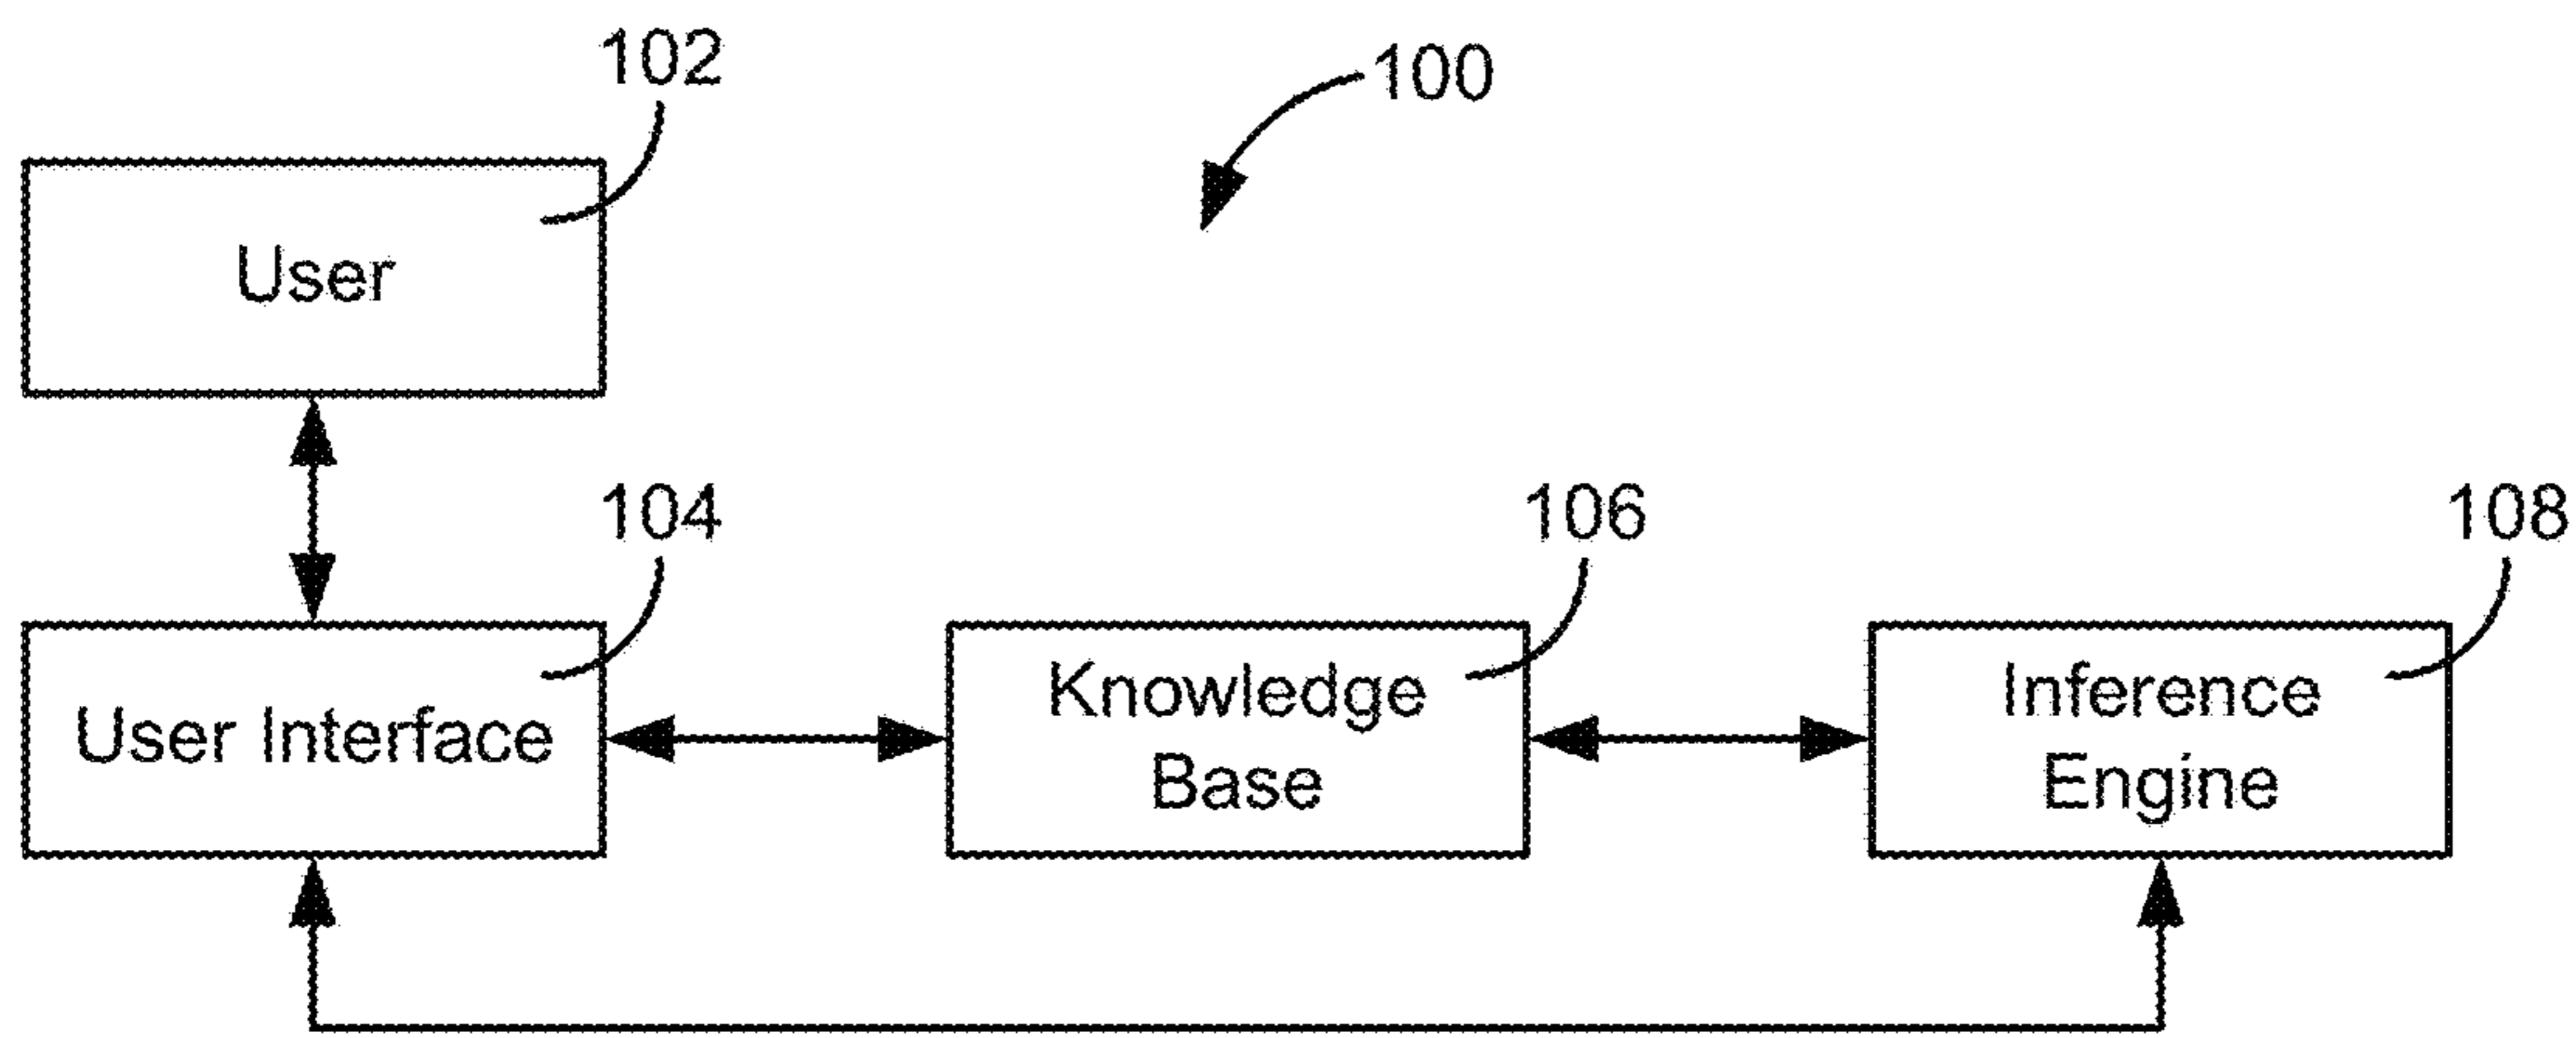 102
100
User
104
106
108
User Interface
Knowledge
Base
Inference
Engine